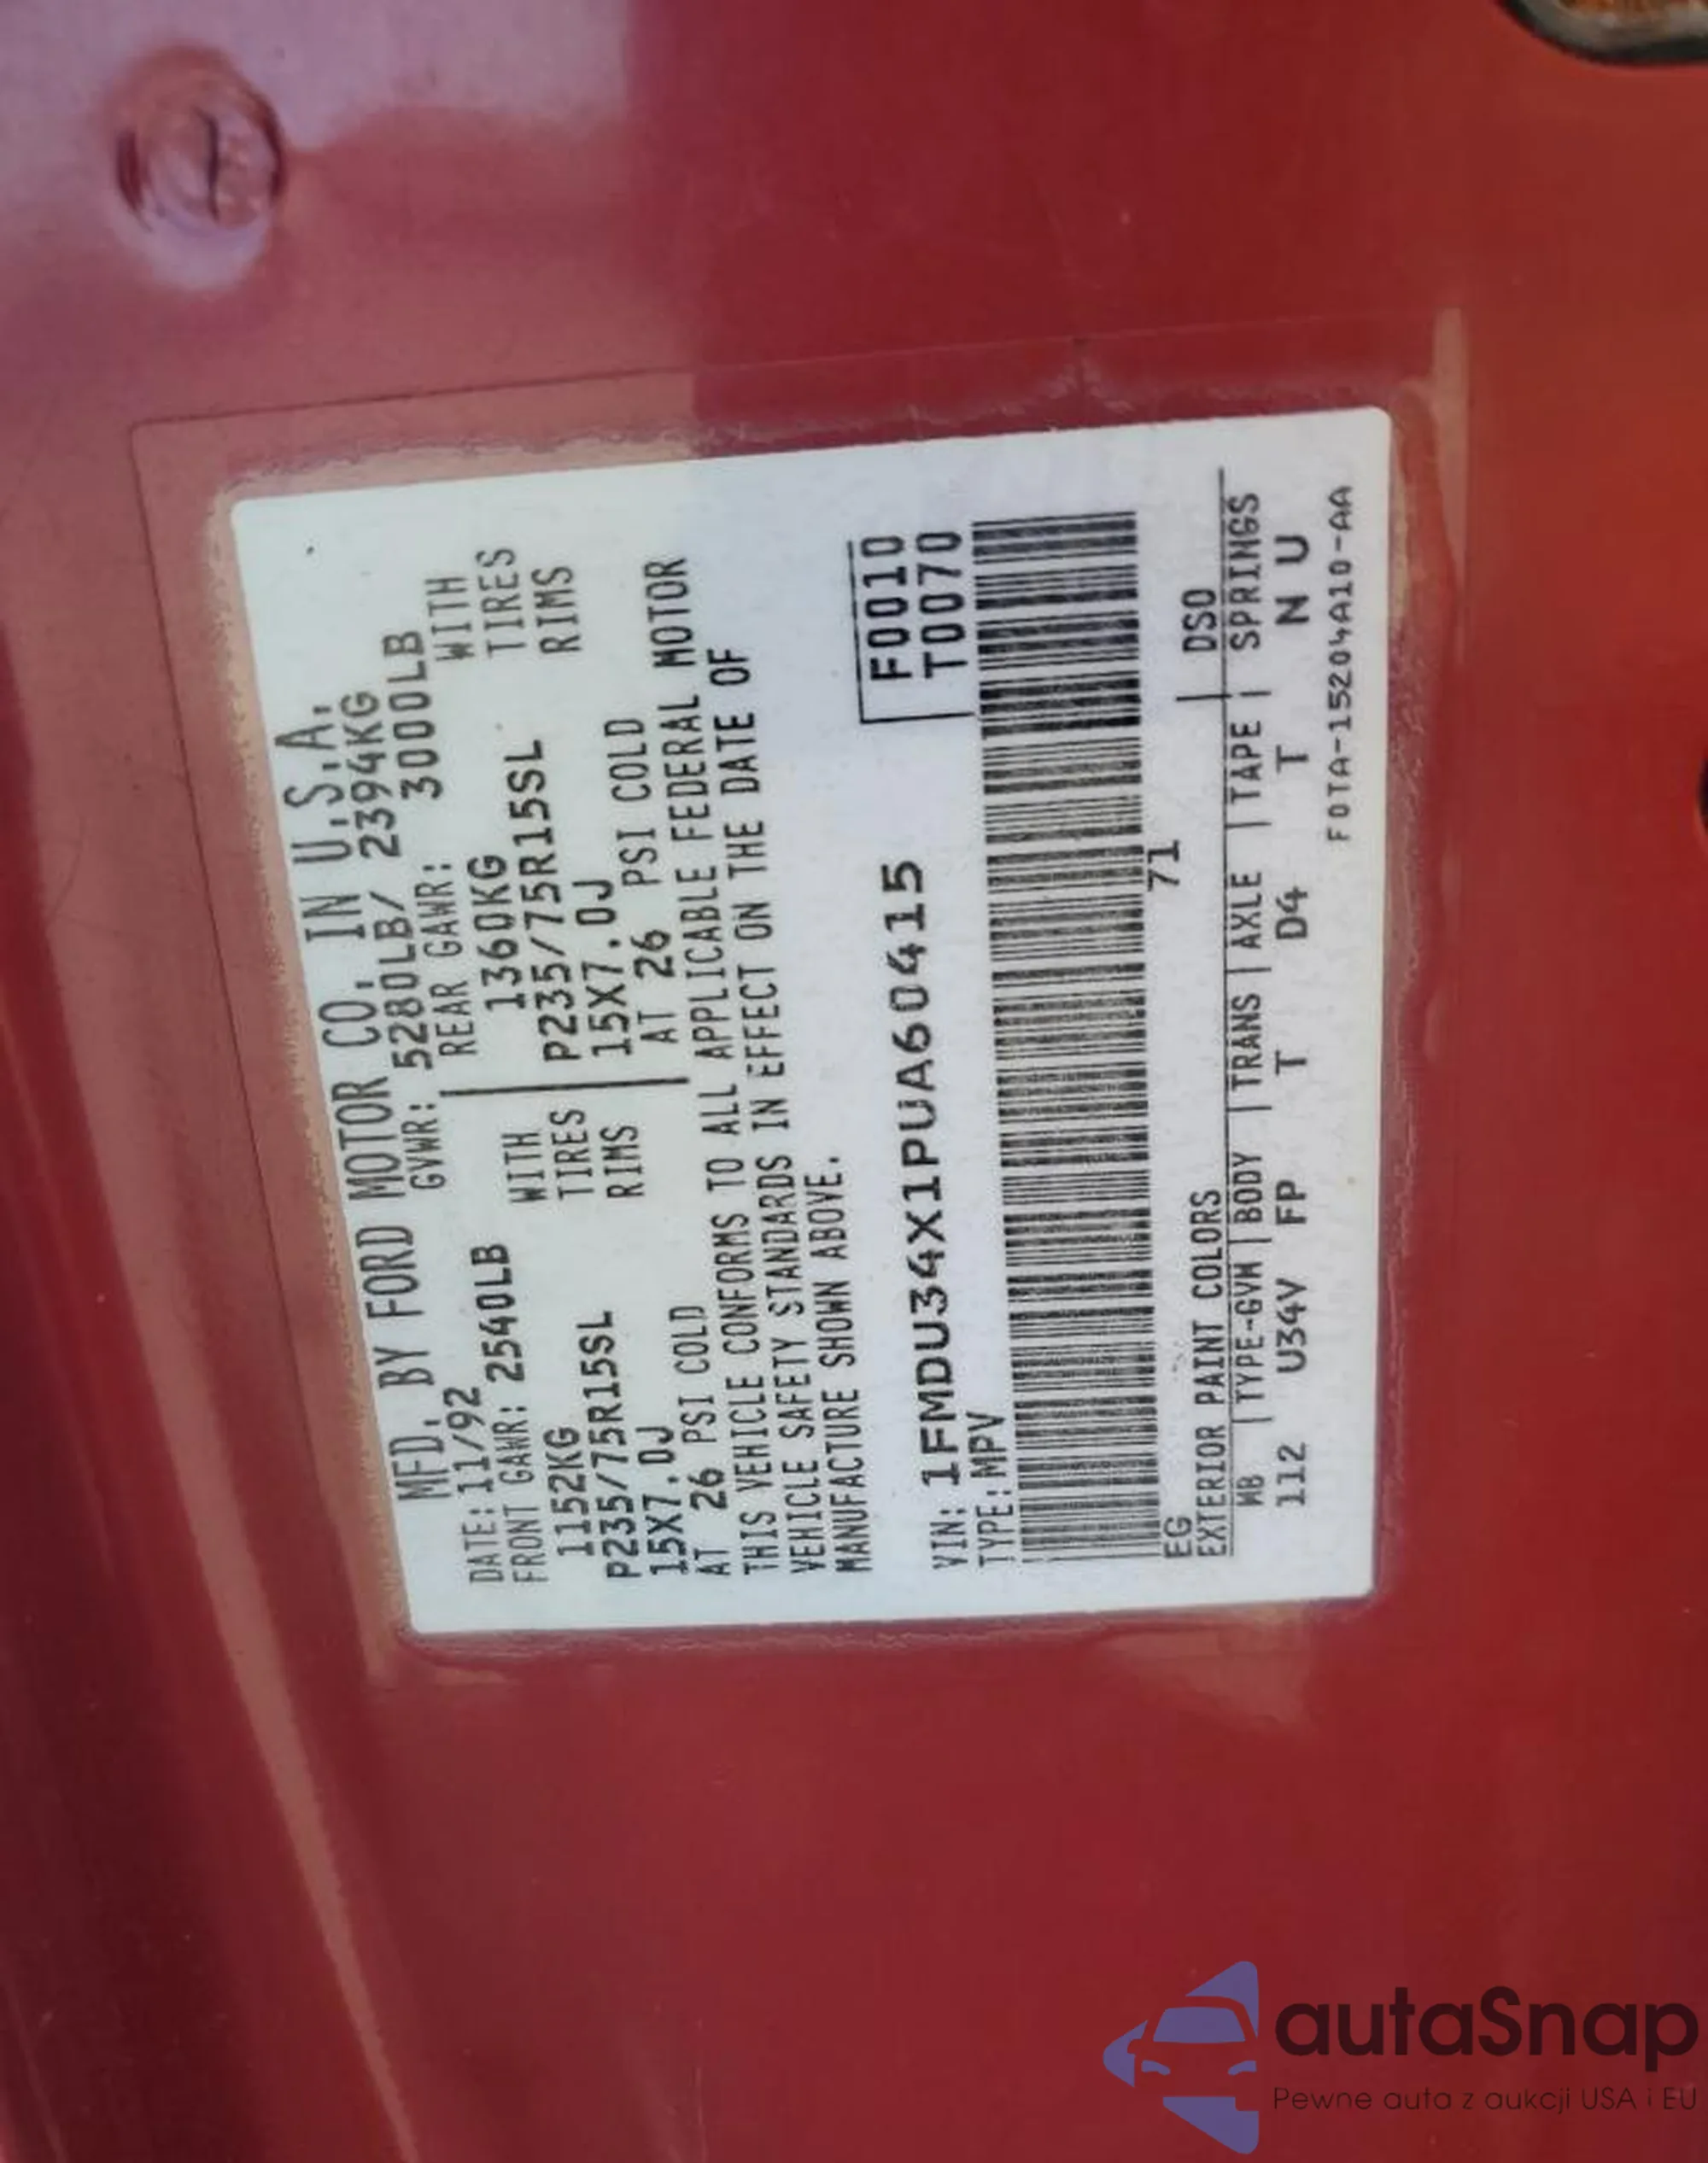 MFD. BY FORD MOTOR CO. IN U.S.A.
DATE: 11/92 GVWR: 5280LB/ 2394KG
FRONT GAWR: 2540LB REAR GAWR: 3000LB
1152KG WITH 1360KG WITH
P235/75R15SL TIRES P235/75R15SL TIRES
15X7.0J RIMS 15X7.0J RIMS
AT 26 PSI COLD AT 26 PSI COLD
THIS VEHICLE CONFORMS TO ALL APPLICABLE FEDERAL MOTOR
VEHICLE SAFETY STANDARDS IN EFFECT ON THE DATE OF
MANUFACTURE SHOWN ABOVE.
F0010
VIN: 1FMDU34X1PUA60415 T0070
TYPE: MPV
71
EG
EXTERIOR PAINT COLORS DSO
WB TYPE-GVW BODY TRANS AXLE TAPE SPRINGS
112 U34V FP T D4 T N U
F0TA-15204A10-AA
autaSnap
Pewne auta z aukcji USA i EU